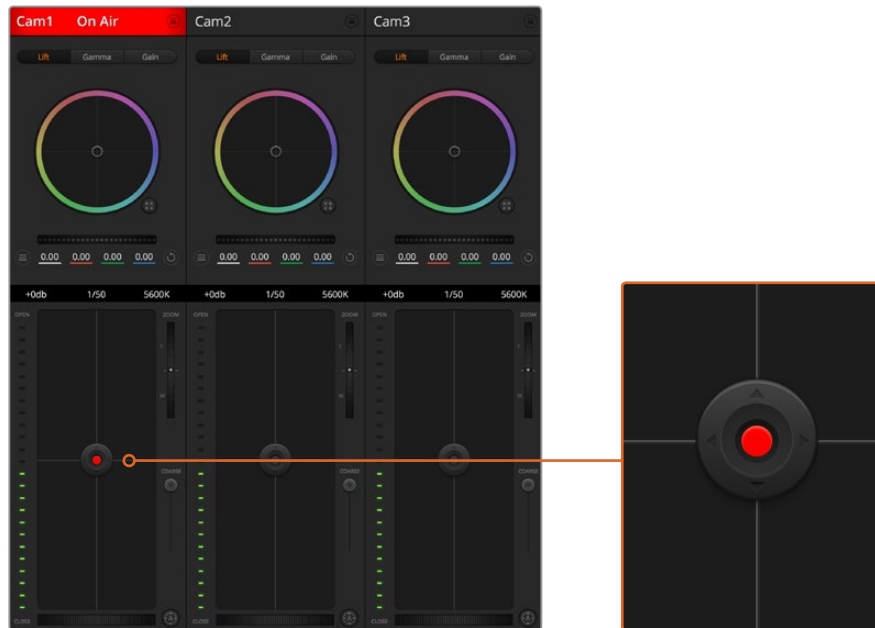 Cam1 On Air
Cam2
Cam3
Lift Gamma Gain
Lift Gamma Gain
Lift Gamma Gain
0.00 0.00 0.00 0.00
0.00 0.00 0.00 0.00
0.00 0.00 0.00 0.00
+0db 1/50 5600K
+0db 1/50 5600K
+0db 1/50 5600K
OPEN ZOOM
OPEN ZOOM
OPEN ZOOM
T
T
T
W
W
W
COARSE
COARSE
COARSE
CLOSE
CLOSE
CLOSE